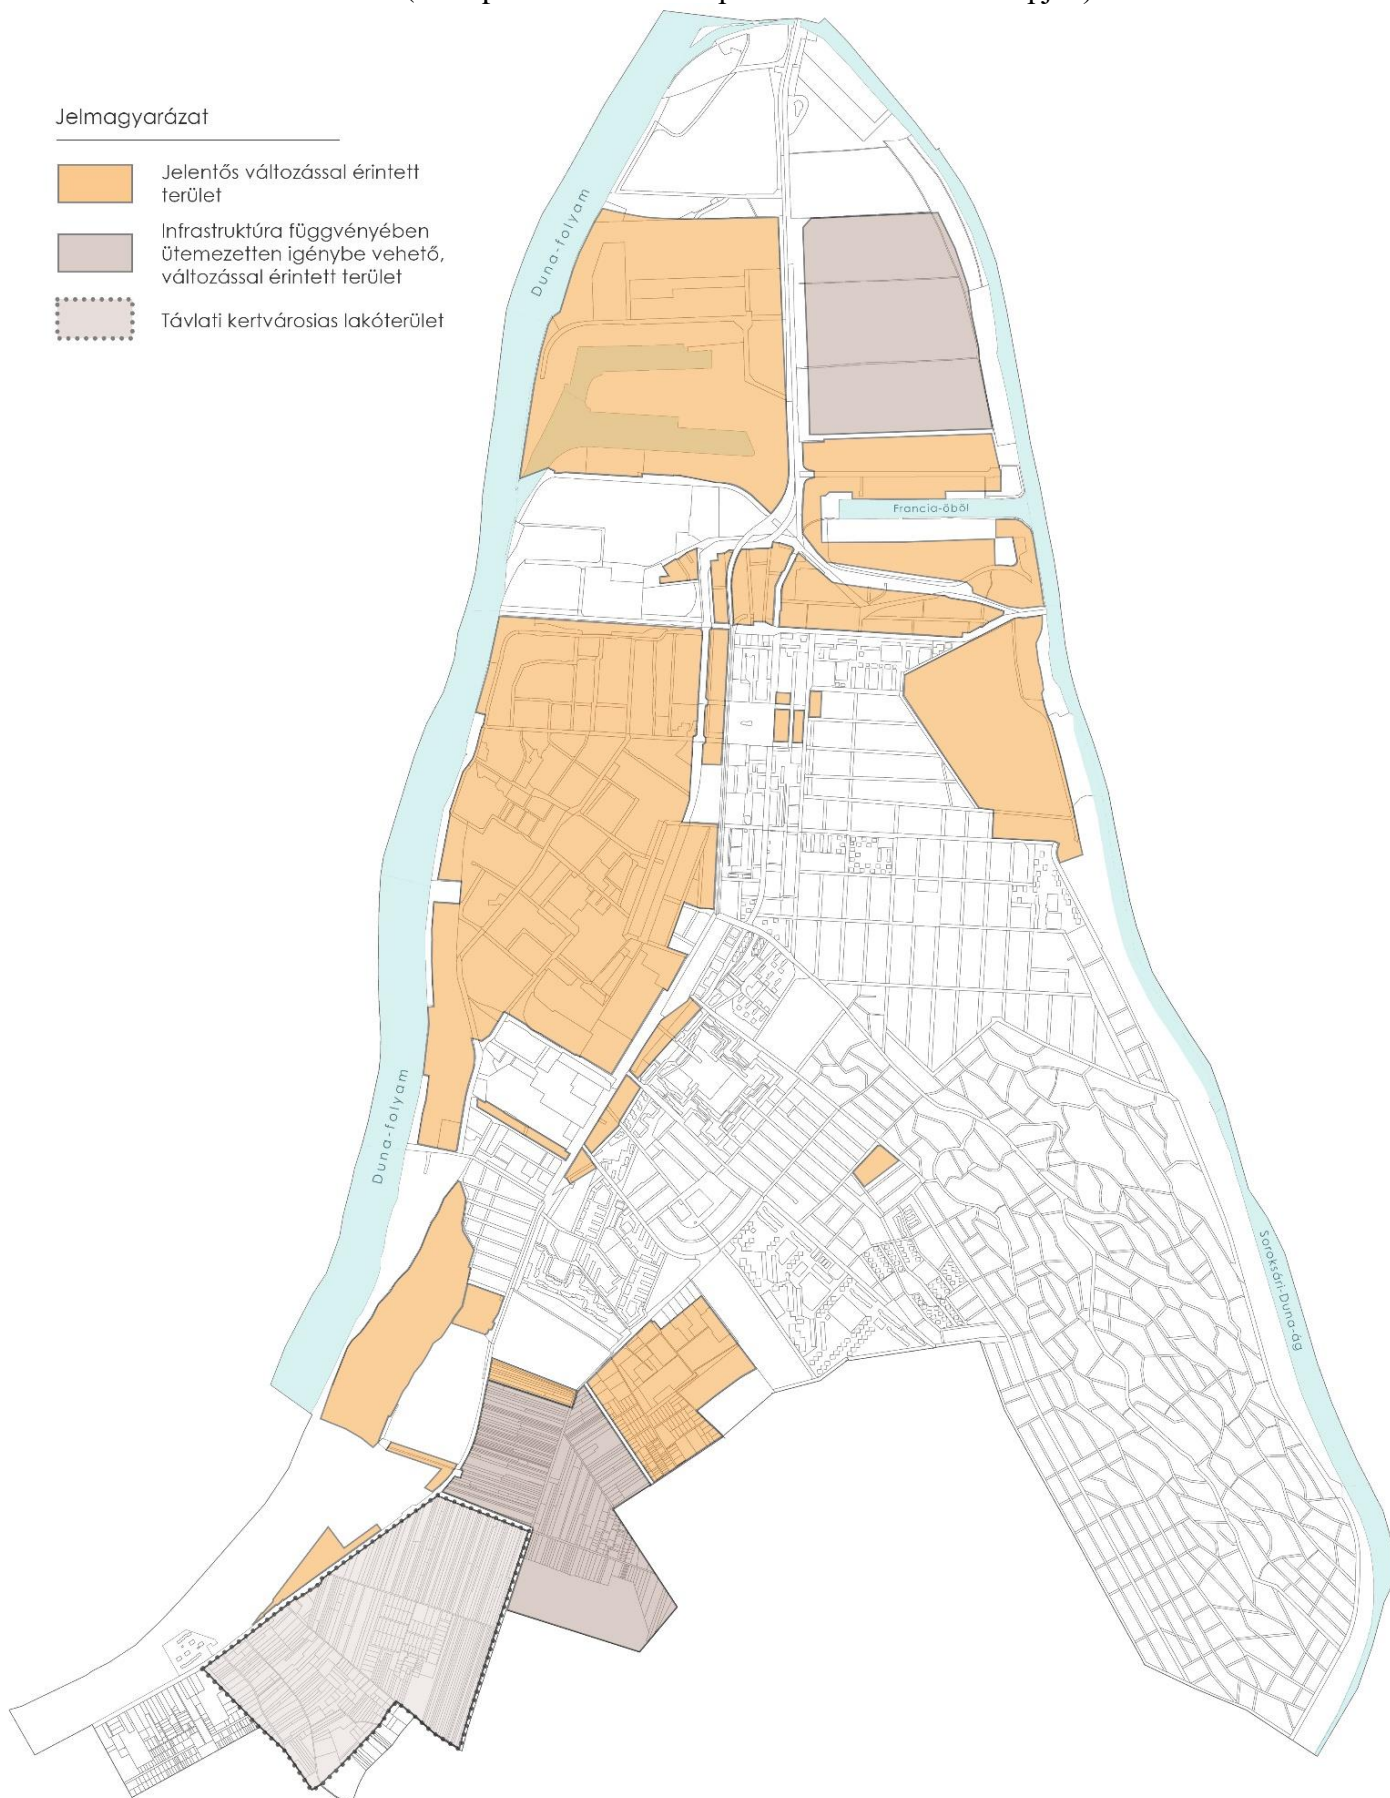 Jelmagyarázat
Jelentős változással érintett
terület
Infrastruktúra függvényében
ütemezetten igénybe vehető,
változással érintett terület
Távlati kertvárosias lakóterület
Duna-folyam
Francia-öböl
Duna-folyam
Soroksári-Duna-ág